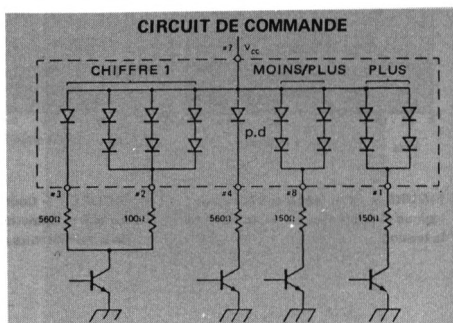 CIRCUIT DE COMMANDE
#7 Vcc
CHIFFRE 1 MOINS/PLUS PLUS
p.d
#3 #2 #4 #8 #1
560Ω 100Ω 560Ω 150Ω 150Ω